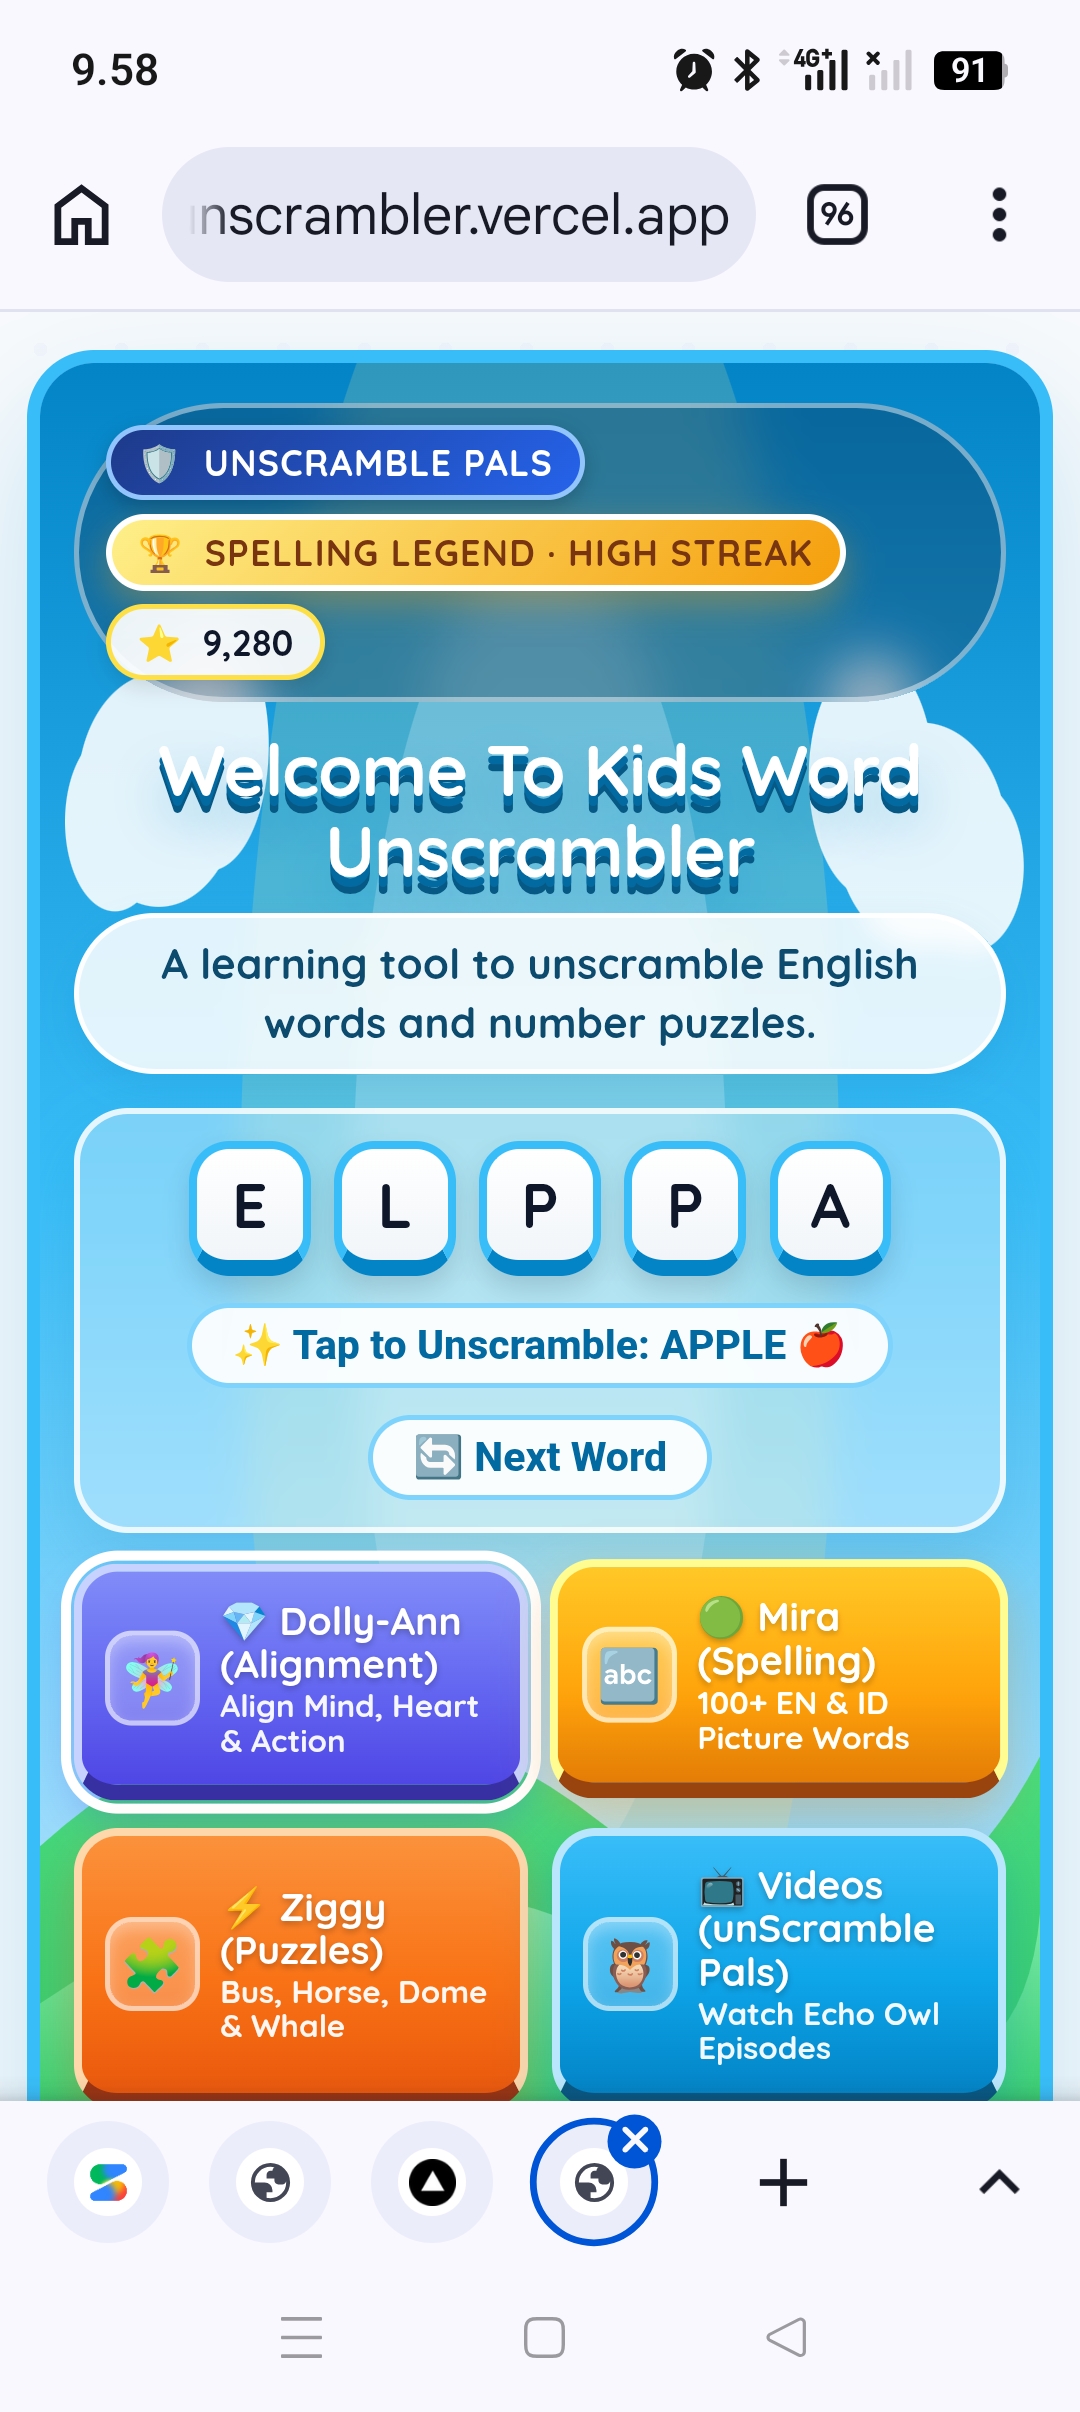 9.58
4G+
91
nscrambler.vercel.app
96
UNSCRAMBLE PALS
SPELLING LEGEND · HIGH STREAK
9,280
Welcome To Kids Word
Unscrambler
A learning tool to unscramble English
words and number puzzles.
E L P P A
Tap to Unscramble: APPLE
Next Word
Dolly-Ann
(Alignment)
Align Mind, Heart
& Action
abc
Mira
(Spelling)
100+ EN & ID
Picture Words
Ziggy
(Puzzles)
Bus, Horse, Dome
& Whale
Videos
(unScramble
Pals)
Watch Echo Owl
Episodes